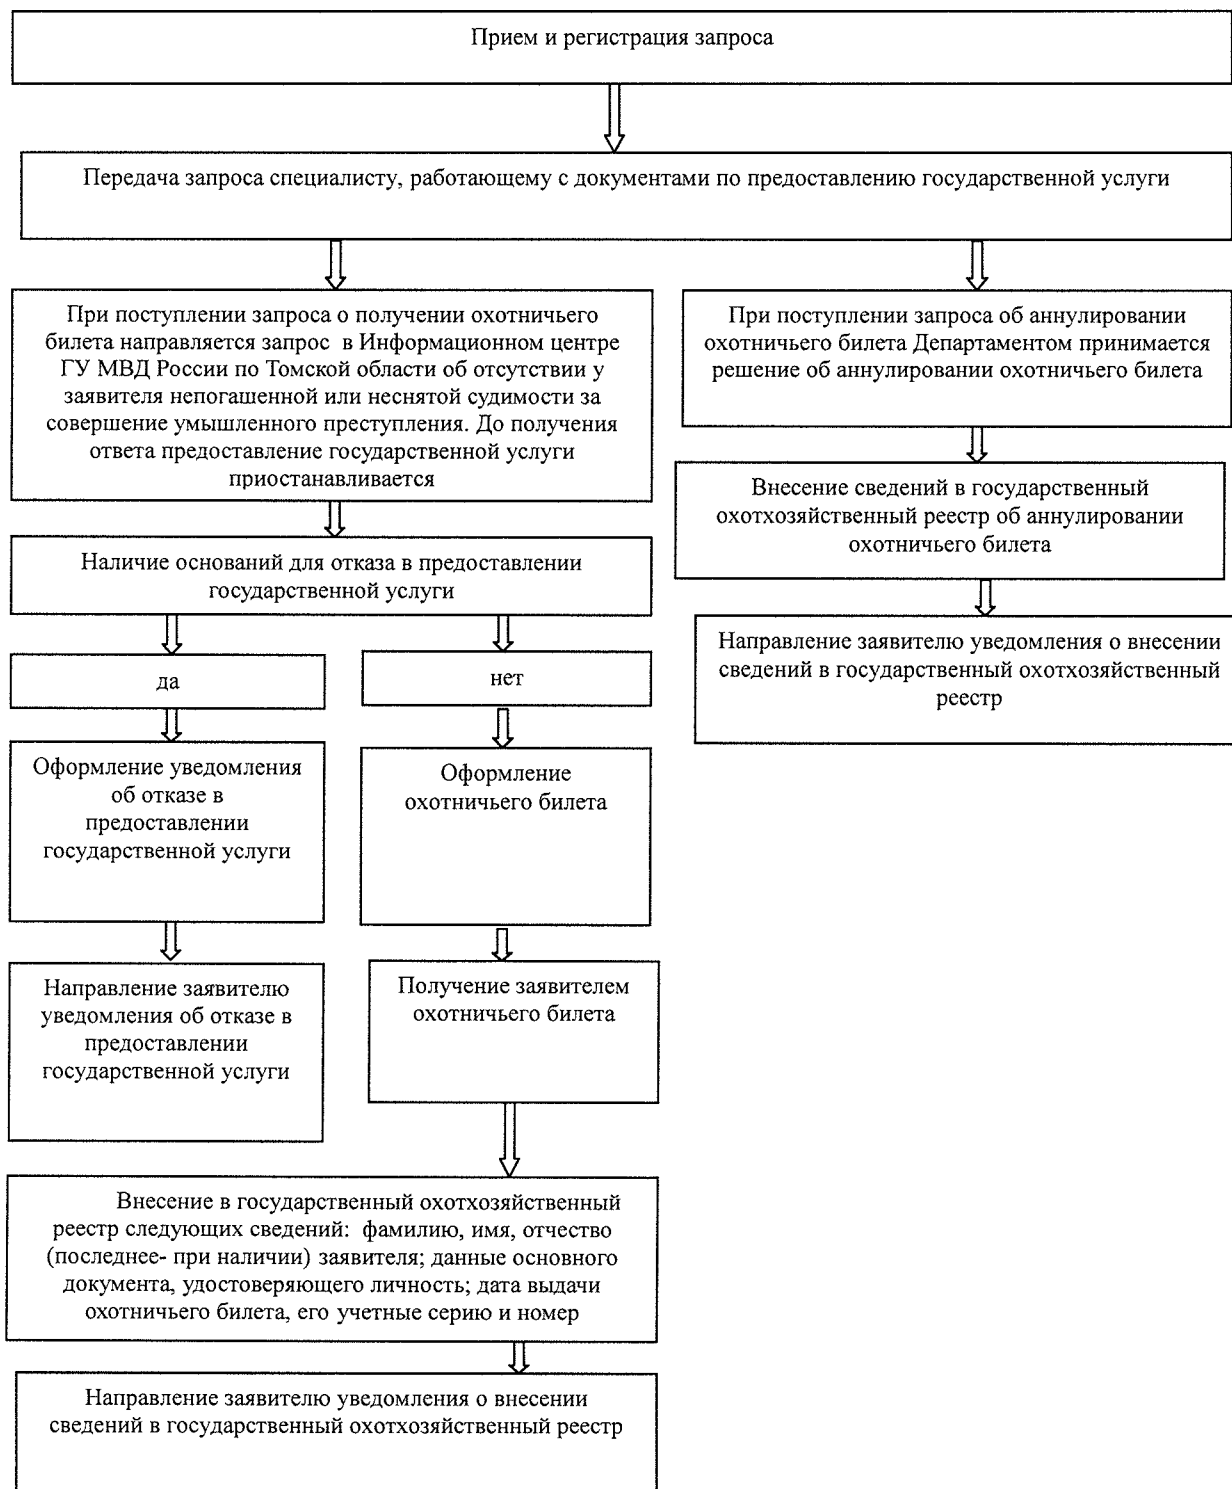 Прием и регистрация запроса
Передача запроса специалисту, работающему с документами по предоставлению государственной услуги
При поступлении запроса о получении охотничьего
билета направляется запрос в Информационном центре
ГУ МВД России по Томской области об отсутствии у
заявителя непогашенной или неснятой судимости за
совершение умышленного преступления. До получения
ответа предоставление государственной услуги
приостанавливается
При поступлении запроса об аннулировании
охотничьего билета Департаментом принимается
решение об аннулировании охотничьего билета
Внесение сведений в государственный
охотхозяйственный реестр об аннулировании
охотничьего билета
Направление заявителю уведомления о внесении
сведений в государственный охотхозяйственный
реестр
Наличие оснований для отказа в предоставлении
государственной услуги
да
нет
Оформление уведомления
об отказе в
предоставлении
государственной услуги
Оформление
охотничьего билета
Направление заявителю
уведомления об отказе в
предоставлении
государственной услуги
Получение заявителем
охотничьего билета
Внесение в государственный охотхозяйственный
реестр следующих сведений: фамилию, имя, отчество
(последнее- при наличии) заявителя; данные основного
документа, удостоверяющего личность; дата выдачи
охотничьего билета, его учетные серию и номер
Направление заявителю уведомления о внесении
сведений в государственный охотхозяйственный реестр